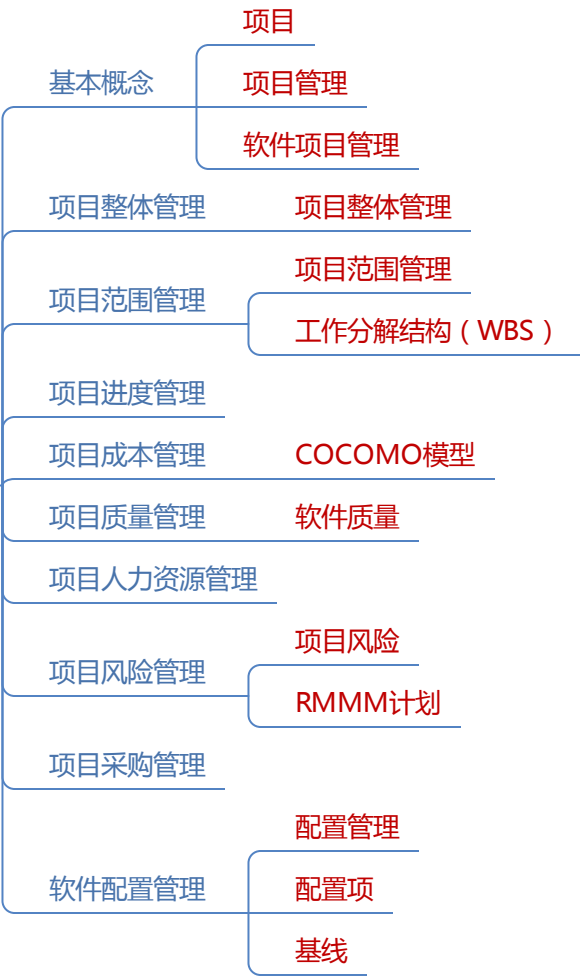 项目
基本概念
项目管理
软件项目管理
项目整体管理 项目整体管理
项目范围管理
项目范围管理
工作分解结构（WBS）
项目进度管理
项目成本管理 COCOMO模型
项目质量管理 软件质量
项目人力资源管理
项目风险
项目风险管理
RMMM计划
项目采购管理
配置管理
软件配置管理 配置项
基线